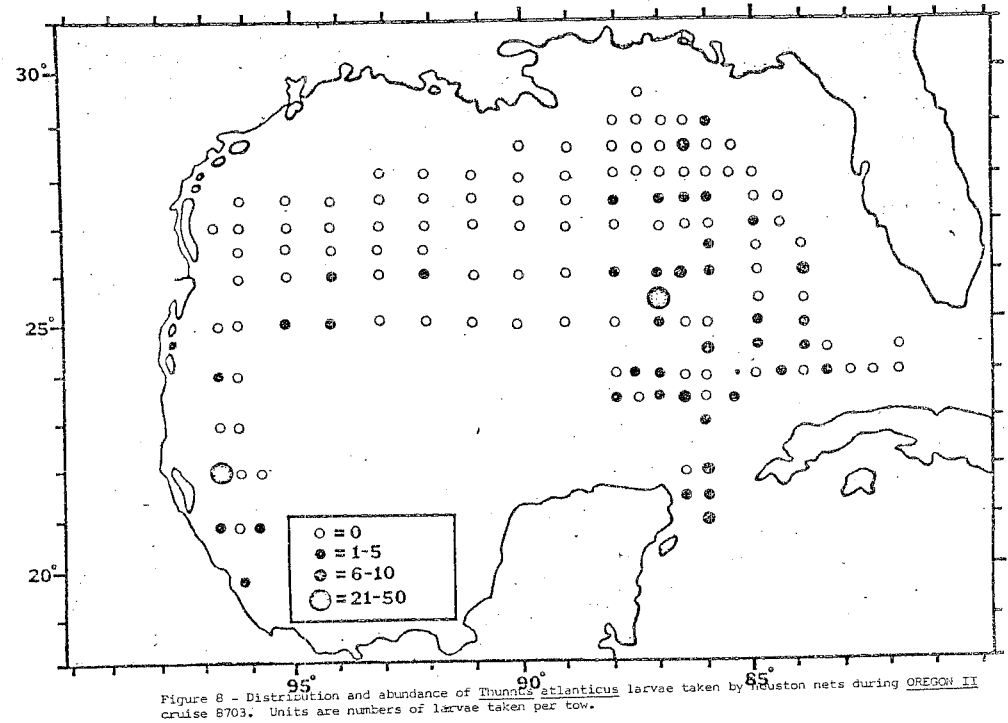 30°
25°
20°
○ = 0
● = 1-5
● = 6-10
○ = 21-50
95°
90°
85°
Figure 8 - Distribution and abundance of Thunnus atlanticus larvae taken by neuston nets during OREGON II
cruise 8703. Units are numbers of larvae taken per tow.